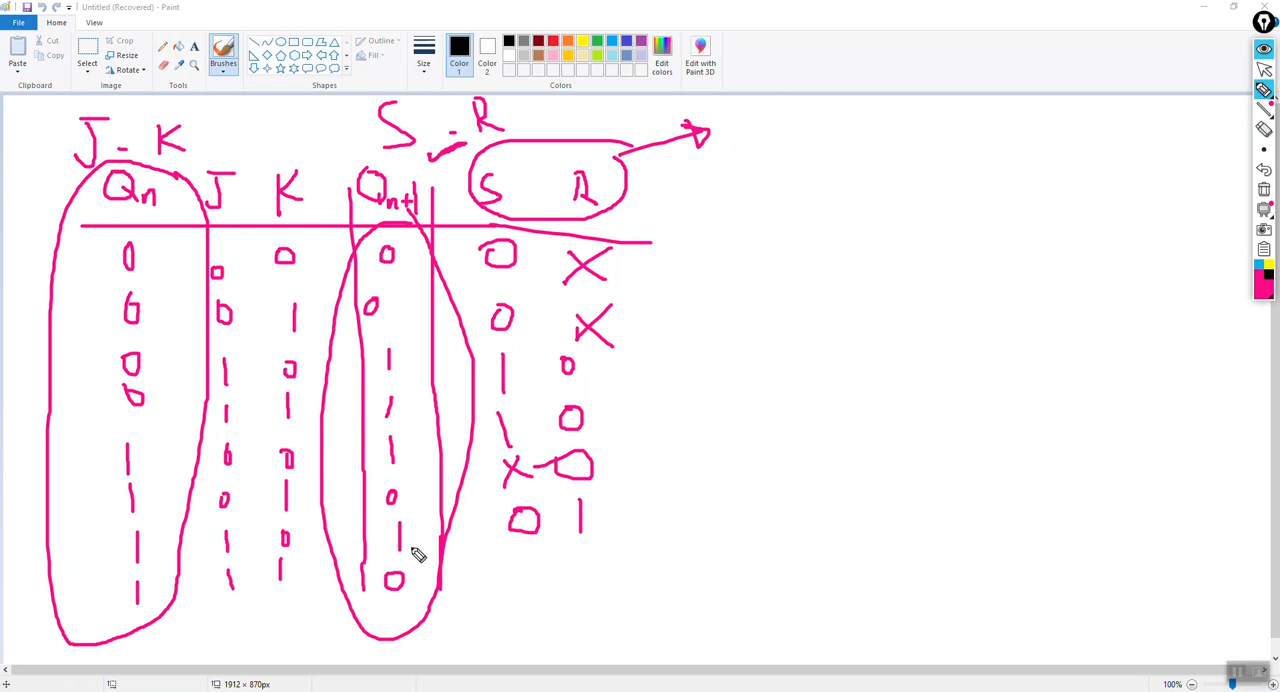 Untitled (Recovered) - Paint
File Home View
Paste Cut Copy Clipboard
Select Crop Resize Rotate Image
A Tools
Brushes
Outline Fill Shapes
Size
Color 1
Color 2
Edit colors
Edit with Paint 3D
Colors
J - K S - R
Qn J K Qn+1 S R
0 0 0 0 0 X
0 0 1 0 0 X
0 1 0 1 1 0
0 1 1 1 1 0
1 0 0 1 X 0
1 0 1 0 0 1
1 1 0 1
1 1 1 0
1912 × 870px 100%